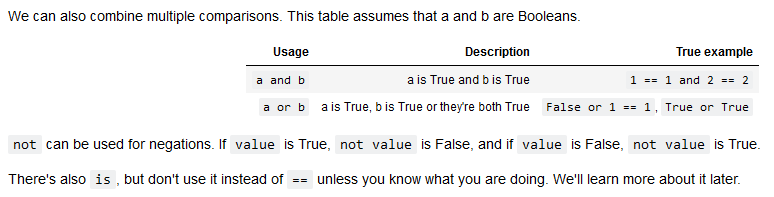 We can also combine multiple comparisons. This table assumes that a and b are Booleans.
Usage Description True example
a and b a is True and b is True 1 == 1 and 2 == 2
a or b a is True, b is True or they're both True False or 1 == 1, True or True
not can be used for negations. If value is True, not value is False, and if value is False, not value is True.
There's also is, but don't use it instead of == unless you know what you are doing. We'll learn more about it later.